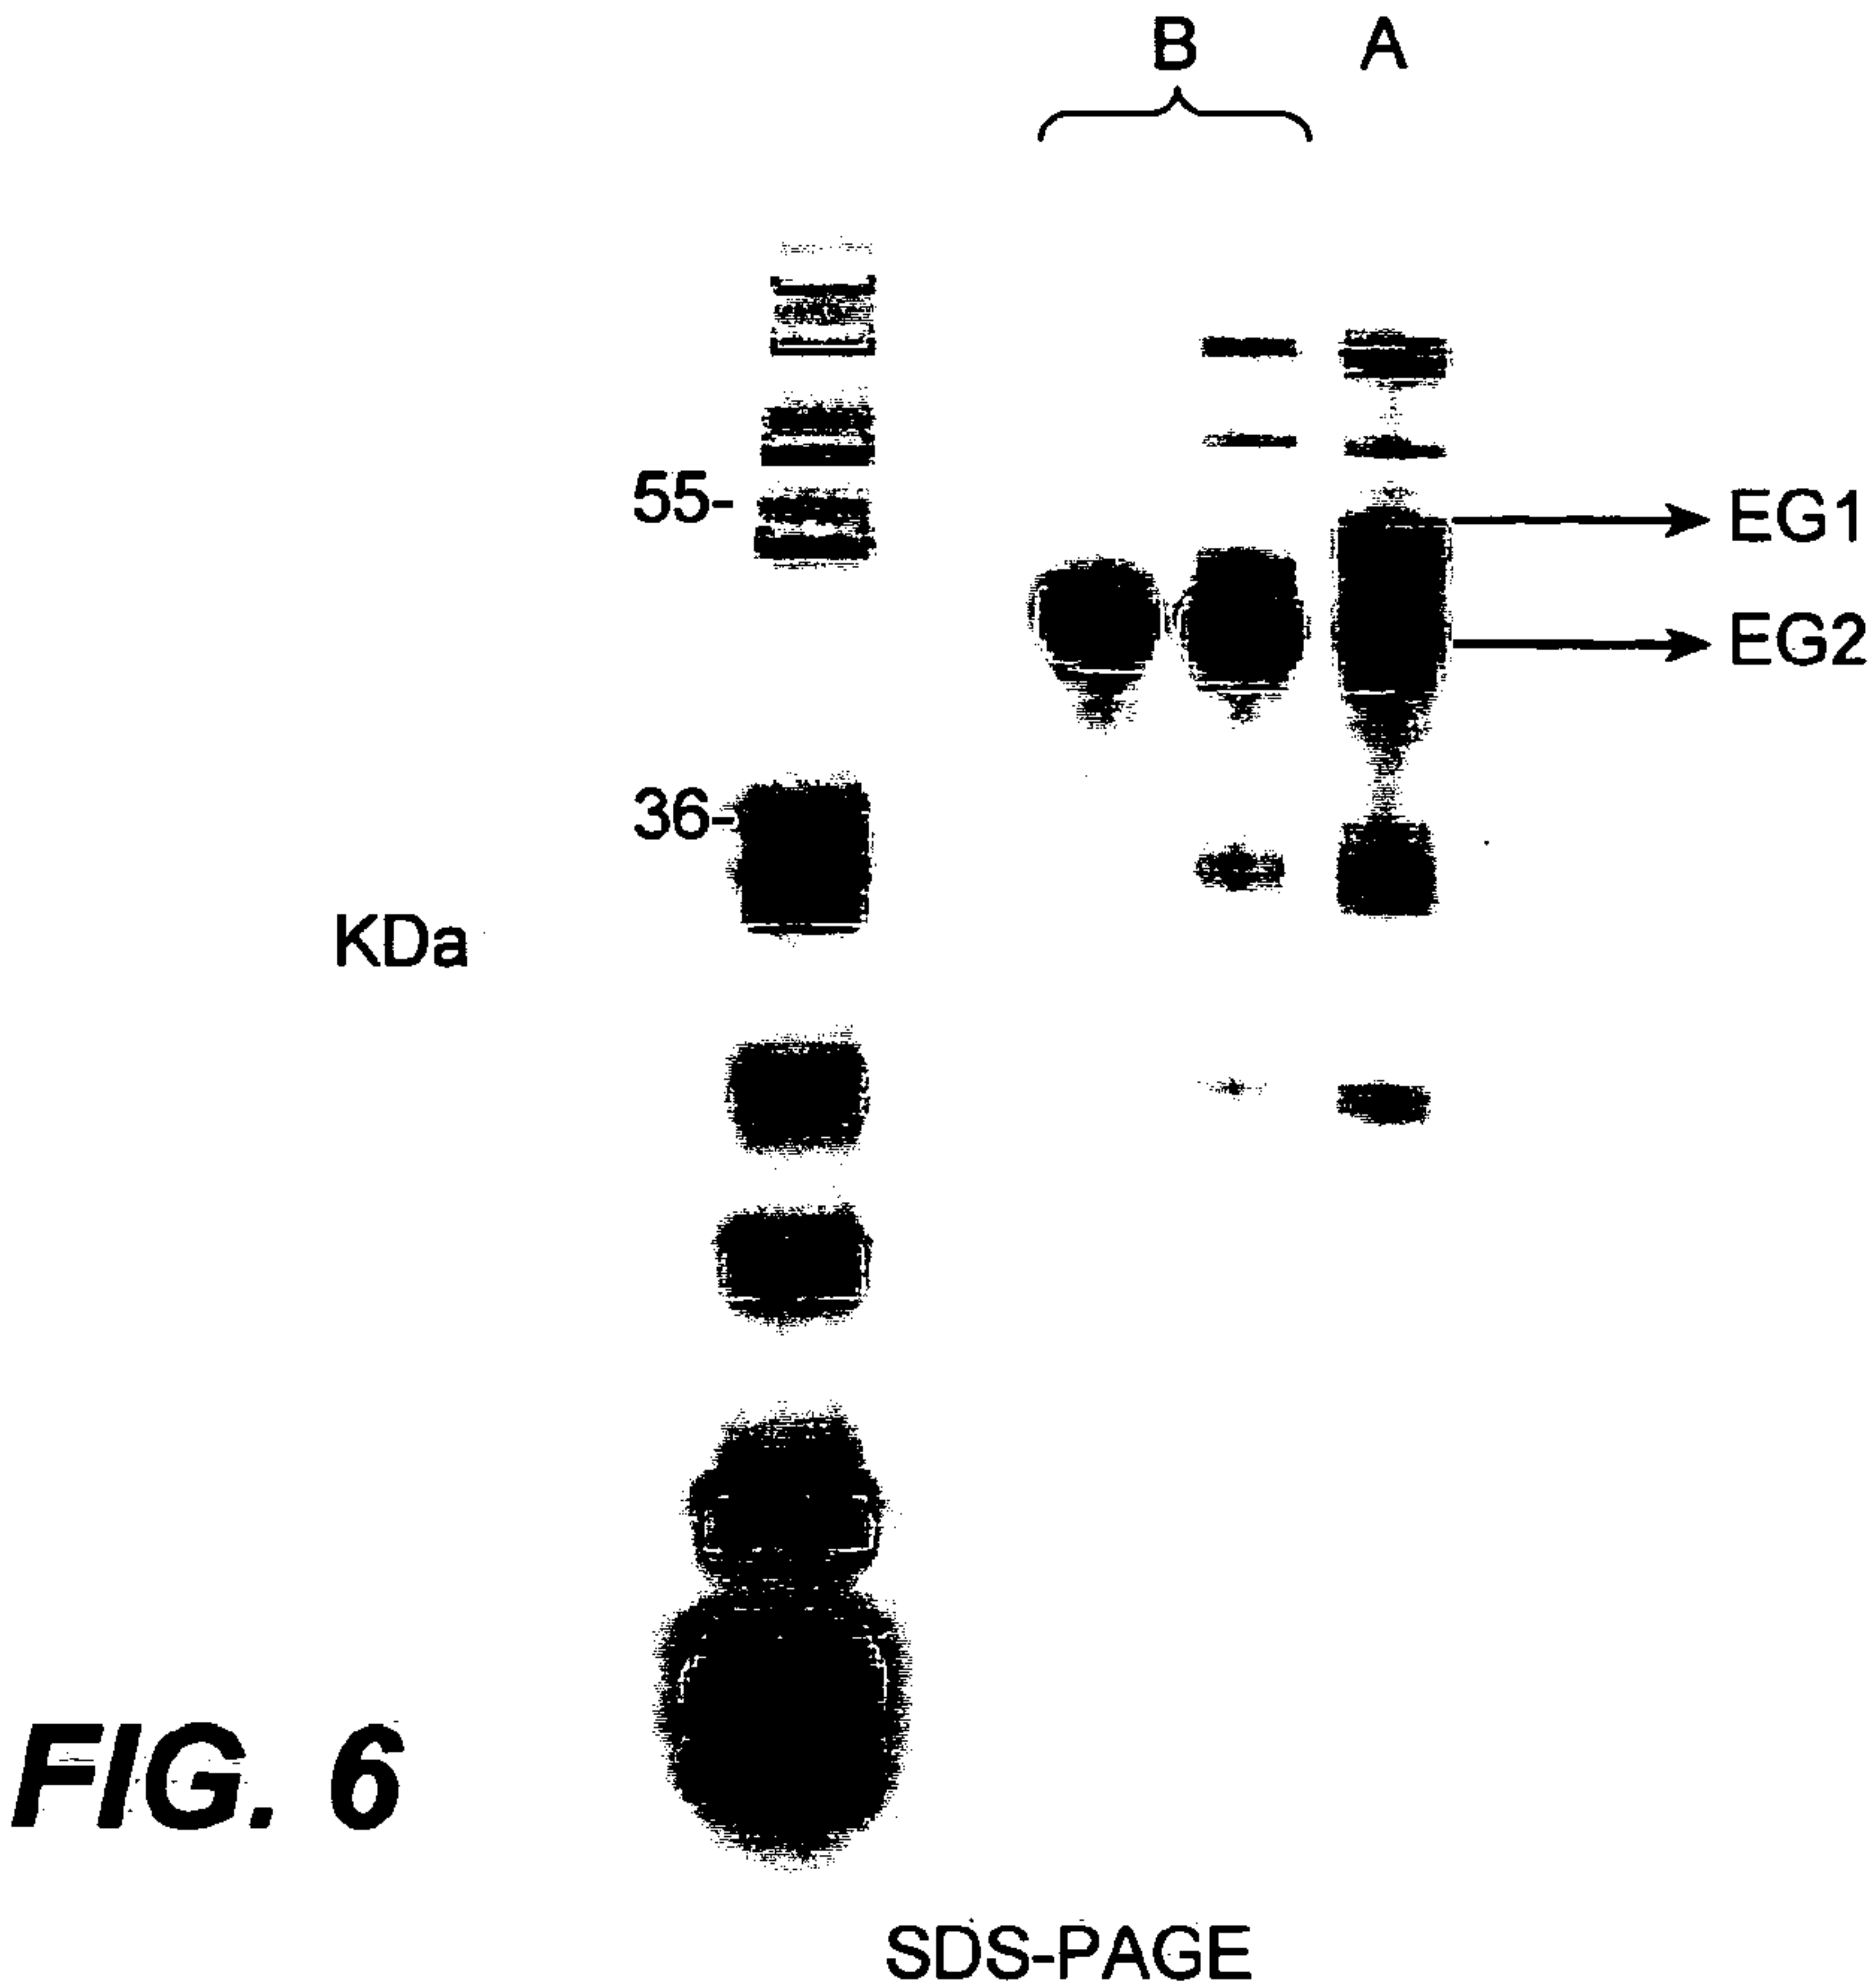 B A
55-
EG1
EG2
36-
KDa
FIG. 6
SDS-PAGE